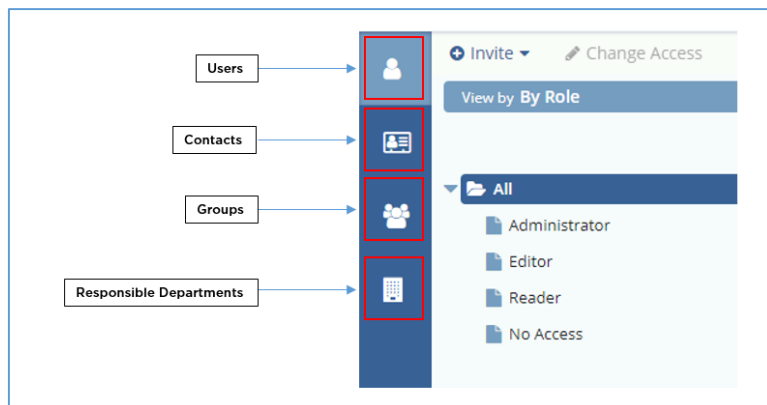 Users
Contacts
Groups
Responsible Departments
Invite
Change Access
View by By Role
All
Administrator
Editor
Reader
No Access